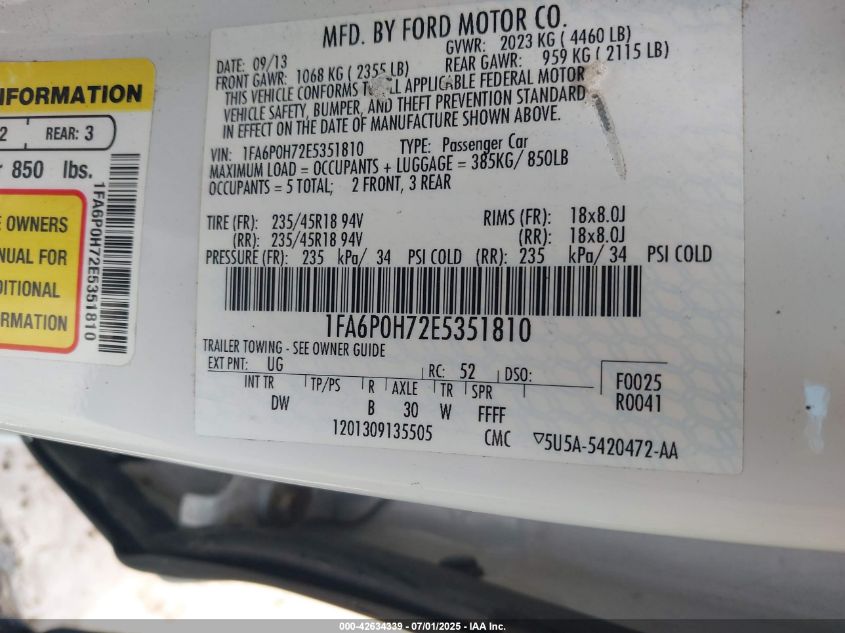 MFD. BY FORD MOTOR CO.
DATE: 09/13 GVWR: 2023 KG ( 4460 LB)
FRONT GAWR: 1068 KG ( 2355 LB) REAR GAWR: 959 KG ( 2115 LB)
THIS VEHICLE CONFORMS TO ALL APPLICABLE FEDERAL MOTOR
VEHICLE SAFETY, BUMPER, AND THEFT PREVENTION STANDARD
IN EFFECT ON THE DATE OF MANUFACTURE SHOWN ABOVE.
VIN: 1FA6P0H72E5351810 TYPE: Passenger Car
MAXIMUM LOAD = OCCUPANTS + LUGGAGE = 385KG/ 850LB
OCCUPANTS = 5 TOTAL; 2 FRONT, 3 REAR
TIRE (FR): 235/45R18 94V RIMS (FR): 18x8.0J
(RR): 235/45R18 94V (RR): 18x8.0J
PRESSURE (FR): 235 kPa/ 34 PSI COLD (RR): 235 kPa/ 34 PSI COLD
1FA6P0H72E5351810
TRAILER TOWING - SEE OWNER GUIDE
EXT PNT: UG RC: 52 DSO: F0025
INT TR TP/PS R AXLE TR SPR R0041
DW B 30 W FFFF
1201309135505 CMC ▽5U5A-5420472-AA
NFORMATION
2 REAR: 3
850 lbs.
OWNERS
NUAL FOR
DITIONAL
FORMATION
1FA6P0H72E5351810
000-42634339 / 07/01/2025 - IAA Inc.